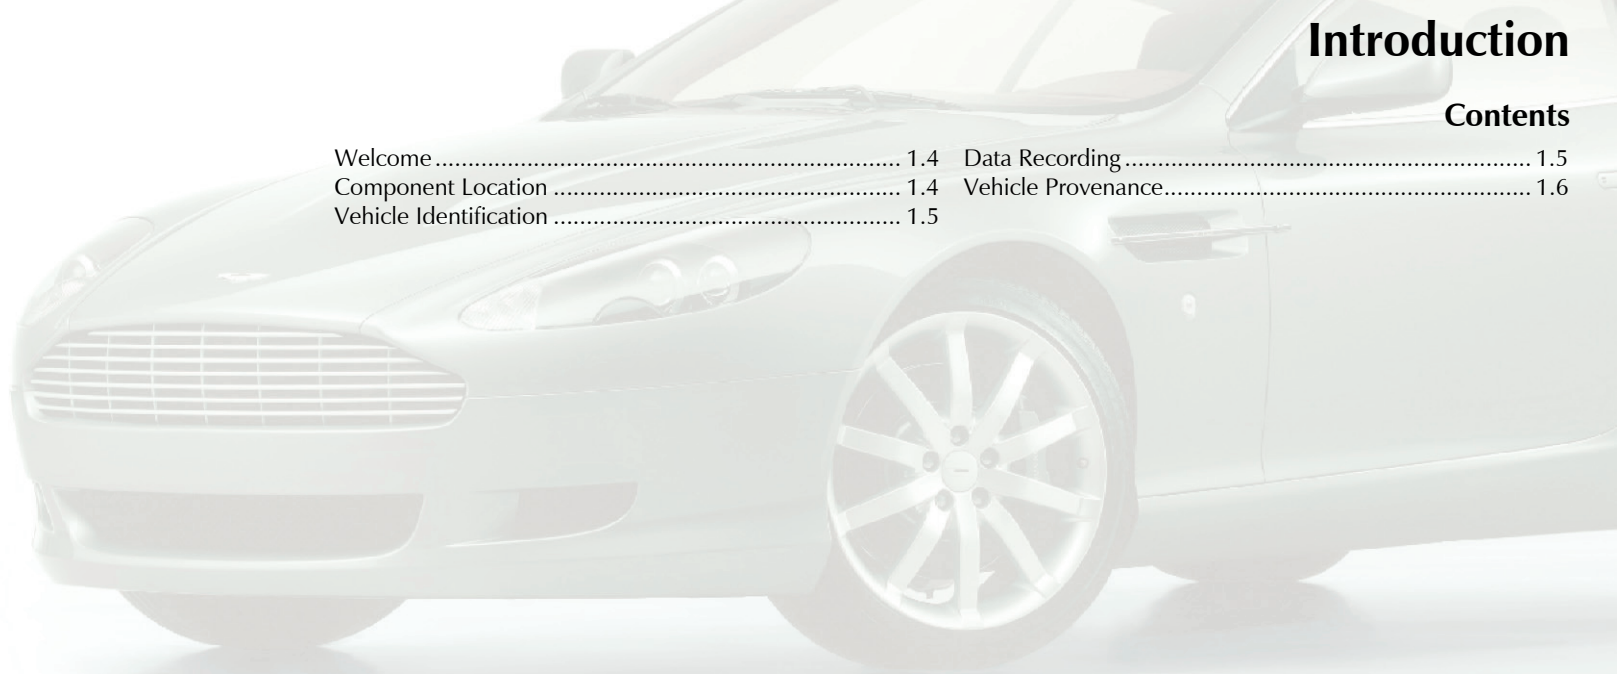 Introduction
Contents
Welcome....................................................................... 1.4
Component Location ..................................................... 1.4
Vehicle Identification ..................................................... 1.5
Data Recording.............................................................. 1.5
Vehicle Provenance........................................................ 1.6